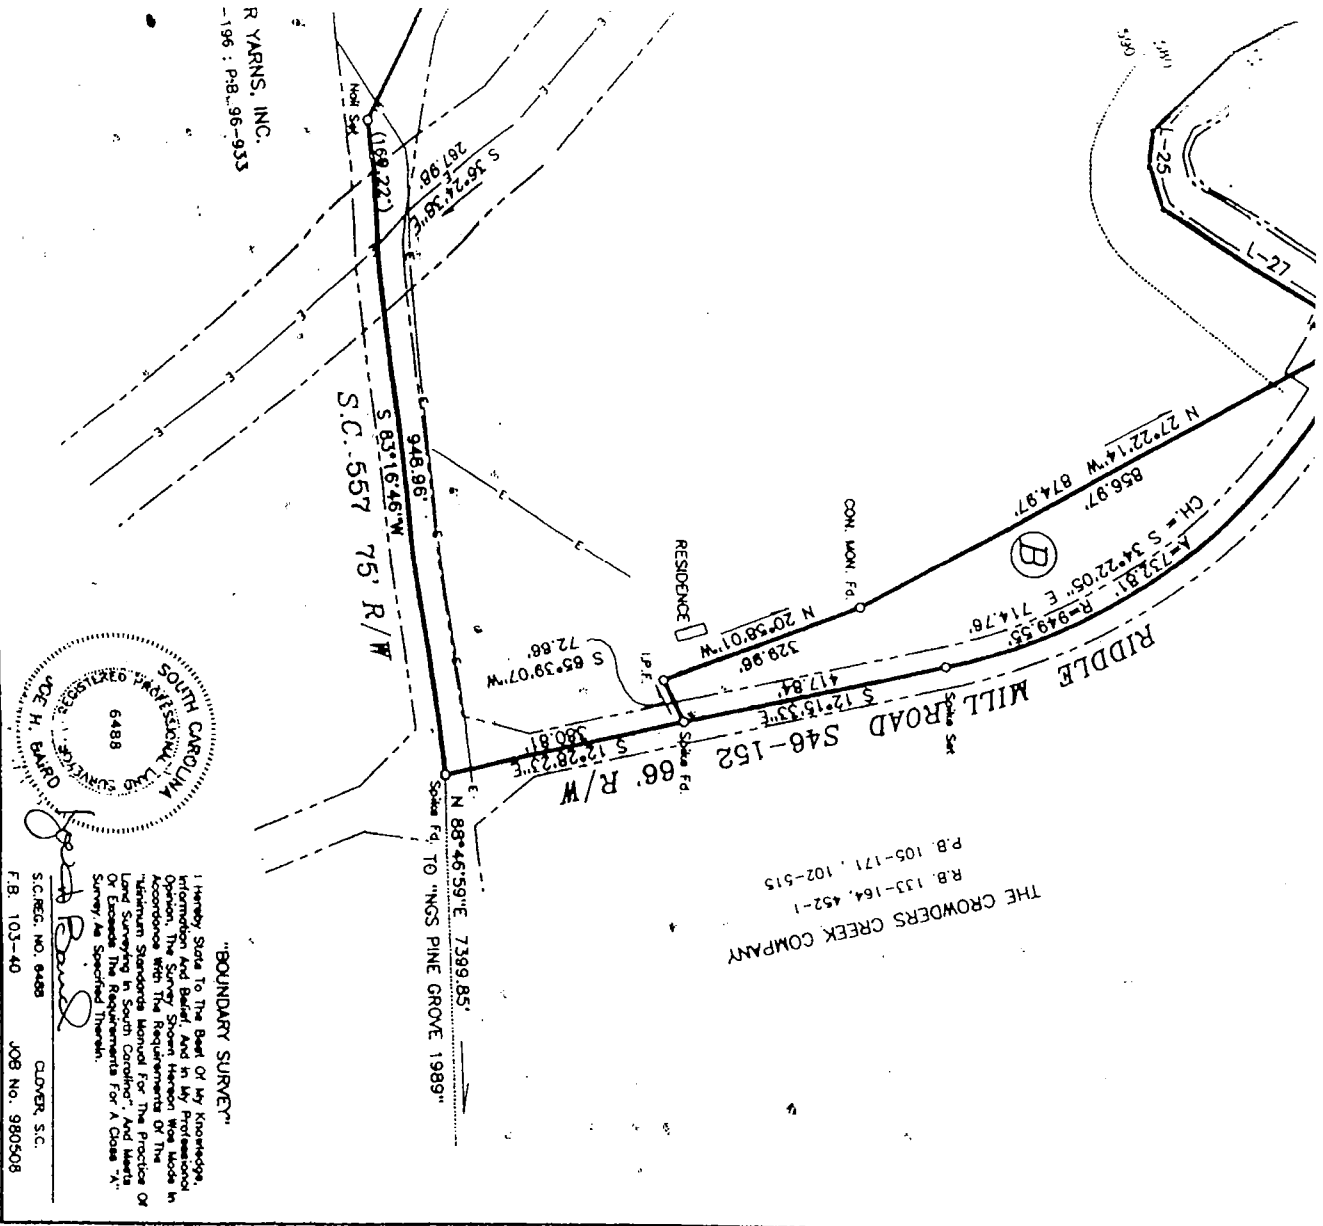 R YARNS, INC.
-196 ; P.B. 96-933
Nail Set
(169.22')
S 36°24'38"E
267.98'
S 83°16'46"W
948.96'
S.C. 557 75' R/W
590
580
L-25
L-27
N 27°22'14"W 874.97'
856.97'
B
CH. = S 34°22'05" E 714.76'
A=732.81' R=949.55'
CON. MON. Fd.
RESIDENCE
N 20°58'01"W
329.96'
I.P.F.
S 65°39'07"W
72.66'
S 12°15'33"E
417.84'
Spike Set
Spike Fd.
S 12°28'23"E
380.81'
RIDDLE MILL ROAD S46-152 66' R/W
Spike Fd.
N 88°46'59"E 7399.85'
TO "NGS PINE GROVE 1989"
THE CROWDERS CREEK COMPANY
R.B. 133-164, 452-1
P.B. 105-171 , 102-515
SOUTH CAROLINA
REGISTERED PROFESSIONAL LAND SURVEYOR
6488
JOE H. BAIRD
"BOUNDARY SURVEY"
I Hereby State To The Best Of My Knowledge,
Information And Belief, And In My Professional
Opinion, The Survey Shown Hereon Was Made In
Accordance With The Requirements Of The
"Minimum Standards Manual For The Practice Of
Land Surveying In South Carolina", And Meets
Or Exceeds The Requirements For A Class "A"
Survey, As Specified Therein.
Joe H Baird
S.C.REG. NO. 6488 CLOVER, S.C.
F.B. 103-40 JOB No. 980508
E
E
E
E
E
E
E
E
E
E
E
E
E